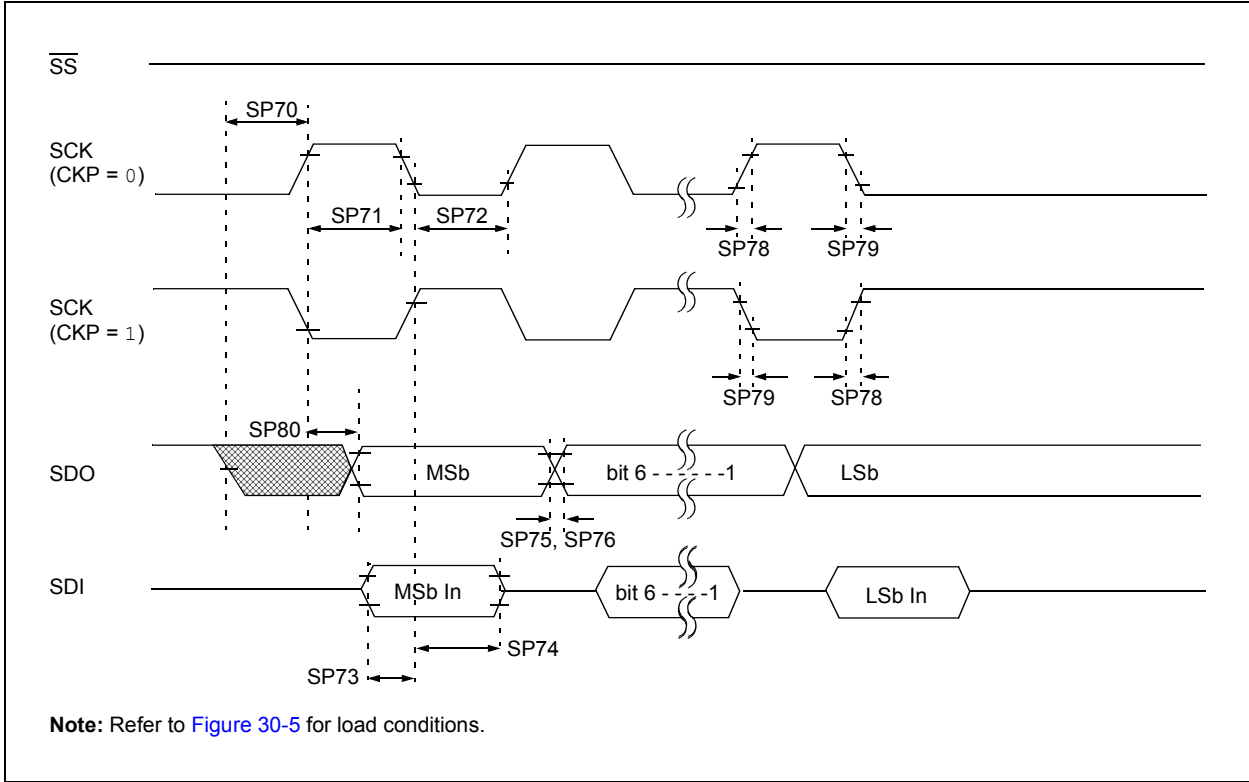 SS
SP70
SCK
(CKP = 0)
SP71
SP72
SP78
SP79
SCK
(CKP = 1)
SP79
SP78
SP80
SDO
MSb
bit 6 - - - - - -1
LSb
SP75, SP76
SDI
MSb In
bit 6 - - - - -1
LSb In
SP74
SP73
Note: Refer to Figure 30-5 for load conditions.